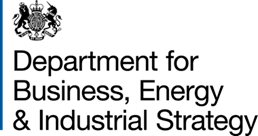 Department for
Business, Energy
& Industrial Strategy